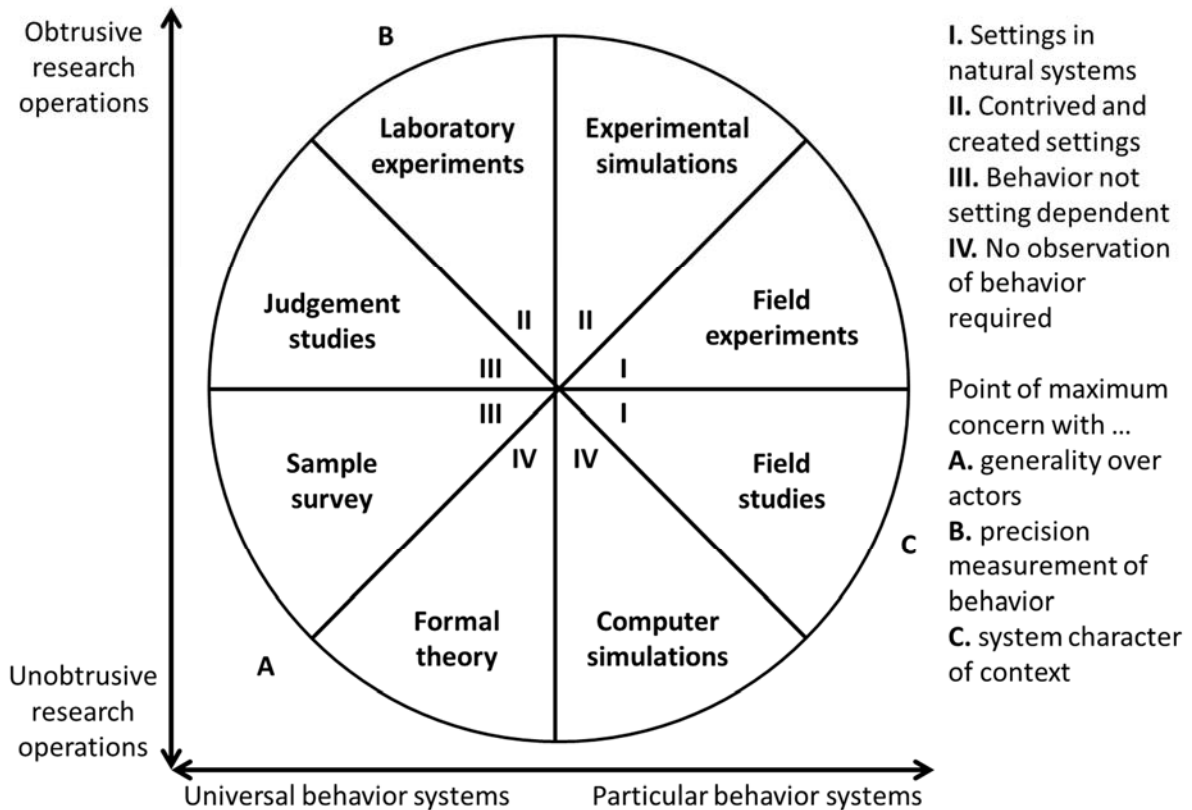 Obtrusive
research
operations
B
Laboratory
experiments
Experimental
simulations
Judgement
studies
II
II
Field
experiments
III
I
III
I
Sample
survey
IV
IV
Field
studies
C
Formal
theory
Computer
simulations
A
Unobtrusive
research
operations
Universal behavior systems
Particular behavior systems
I. Settings in
natural systems
II. Contrived and
created settings
III. Behavior not
setting dependent
IV. No observation
of behavior
required
Point of maximum
concern with ...
A. generality over
actors
B. precision
measurement of
behavior
C. system character
of context